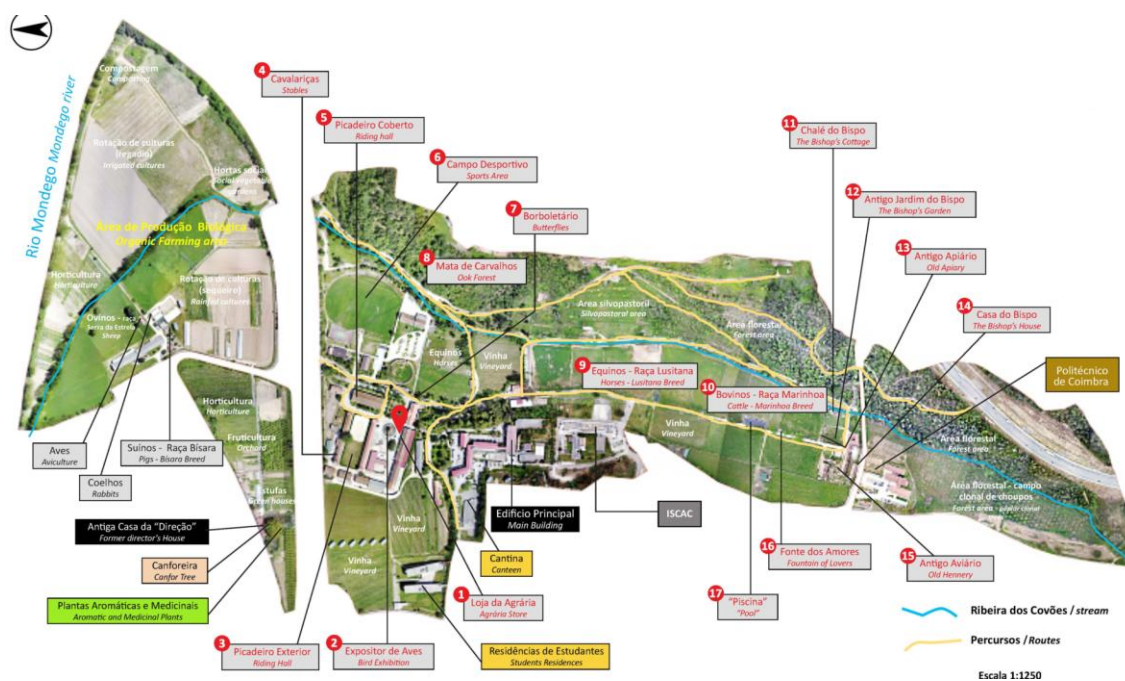 Rio Mondego Mondego river
Compostagem
Composting
Rotação de culturas
(regadio)
Irrigated cultures
Hortas social
Área de Produção Biológica
Organic Farming area
Horticultura
Horticulture
Rotação de culturas
(sequeiro)
Rainfed cultures
Ovinos - raça
Serra da Estrela
Sheep
Aves
Aviculture
Coelhos
Rabbits
Suínos - Raça Bísara
Pigs - Bísara Breed
Horticultura
Horticulture
Fruticultura
Orchard
Estufas
Green houses
Antiga Casa da "Direção"
Former director's House
Canforeira
Canfor Tree
Plantas Aromáticas e Medicinais
Aromatic and Medicinal Plants
4 Cavalariças
Stables
5 Picadeiro Coberto
Riding hall
6 Campo Desportivo
Sports Area
7 Borboletário
Butterflies
8 Mata de Carvalhos
Oak Forest
Area silvopastoril
Silvopastoral area
Área florestal
Forest area
Equinos
Horses
Vinha
Vineyard
9 Equinos - Raça Lusitana
Horses - Lusitana Breed
10 Bovinos - Raça Marinhoa
Cattle - Marinhoa Breed
11 Chalé do Bispo
The Bishop's Cottage
12 Antigo Jardim do Bispo
The Bishop's Garden
13 Antigo Apiário
Old Apiary
14 Casa do Bispo
The Bishop's House
Politécnico
de Coimbra
Vinha
Vineyard
Área florestal
Forest area
Área florestal - campo
clonal de choupos
Vinha
Vineyard
Vinha
Vineyard
Edifício Principal
Main Building
ISCAC
Cantina
Canteen
1 Loja da Agrária
Agrária Store
2 Expositor de Aves
Bird Exhibition
3 Picadeiro Exterior
Riding Hall
Residências de Estudantes
Students Residences
15 Antigo Aviário
Old Hennery
16 Fonte dos Amores
Fountain of Lovers
17 "Piscina"
"Pool"
Ribeira dos Covões / stream
Percursos / Routes
Escala 1:1250